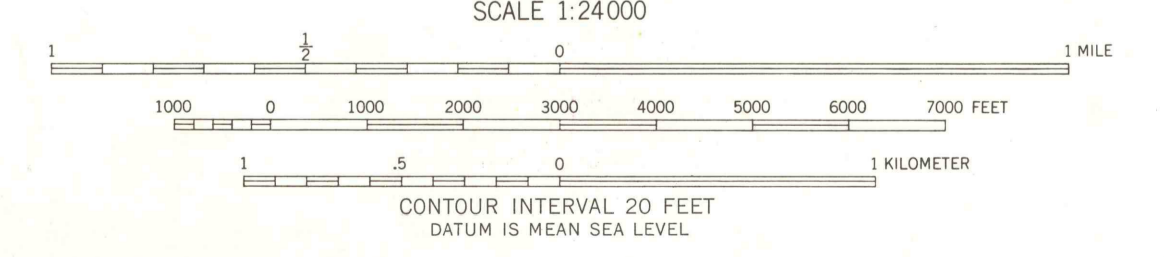 SCALE 1:24000
1 1/2 0 1 MILE
1000 0 1000 2000 3000 4000 5000 6000 7000 FEET
1 .5 0 1 KILOMETER
CONTOUR INTERVAL 20 FEET
DATUM IS MEAN SEA LEVEL